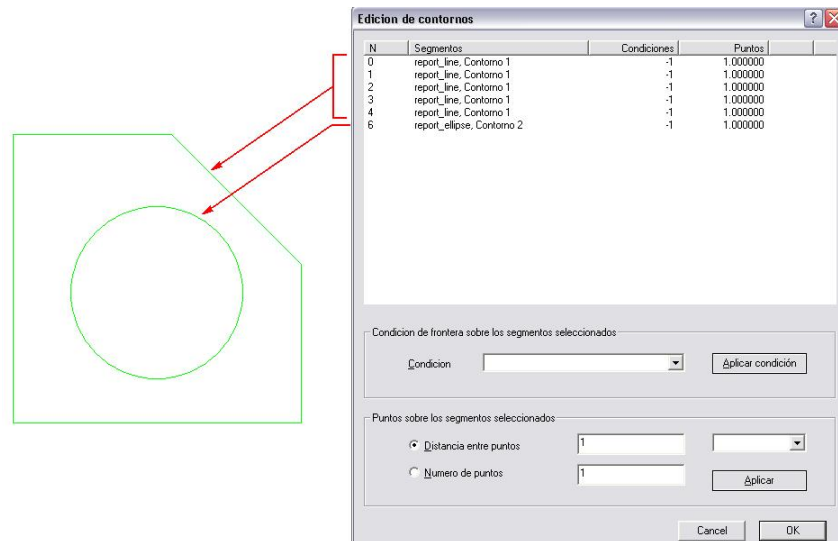 Edicion de contornos
N Segmentos Condiciones Puntos
0 report_line, Contorno 1 -1 1.000000
1 report_line, Contorno 1 -1 1.000000
2 report_line, Contorno 1 -1 1.000000
3 report_line, Contorno 1 -1 1.000000
4 report_line, Contorno 1 -1 1.000000
6 report_ellipse, Contorno 2 -1 1.000000
Condicion de frontera sobre los segmentos seleccionados
Condicion Aplicar condición
Puntos sobre los segmentos seleccionados
Distancia entre puntos 1
Numero de puntos 1 Aplicar
Cancel OK